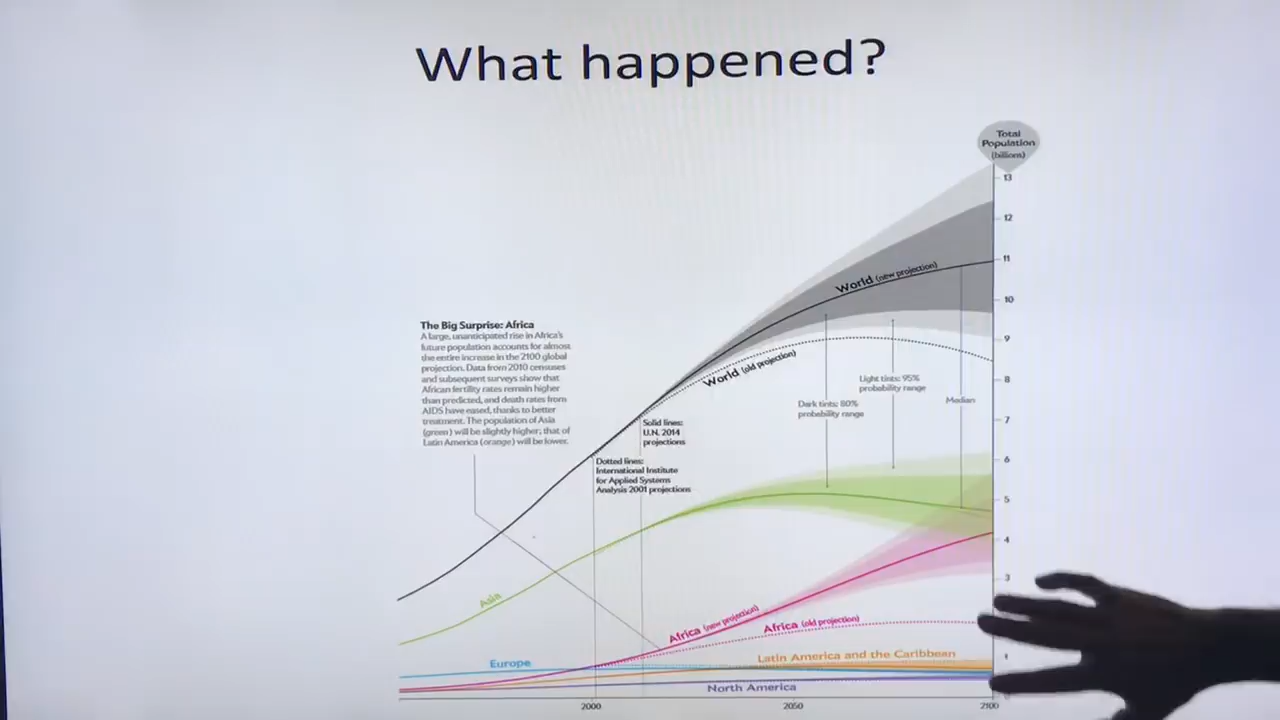 What happened?
Total
Population
(billions)
13
12
11
10
9
8
7
6
5
4
3
1
World (new projection)
World (old projection)
The Big Surprise: Africa
A large, unanticipated rise in Africa's
future population accounts for almost
the entire increase in the 2100 global
projection. Data from 2010 censuses
and subsequent surveys show that
African fertility rates remain higher
than predicted, and death rates from
AIDS have eased, thanks to better
treatment. The population of Asia
(green) will be slightly higher; that of
Latin America (orange) will be lower.
Light tints: 95%
probability range
Dark tints: 80%
probability range
Median
Solid lines:
U.N. 2014
projections
Dotted lines:
International Institute
for Applied Systems
Analysis 2001 projections
Asia
Africa (new projection)
Africa (old projection)
Europe
Latin America and the Caribbean
North America
2000
2050
2100